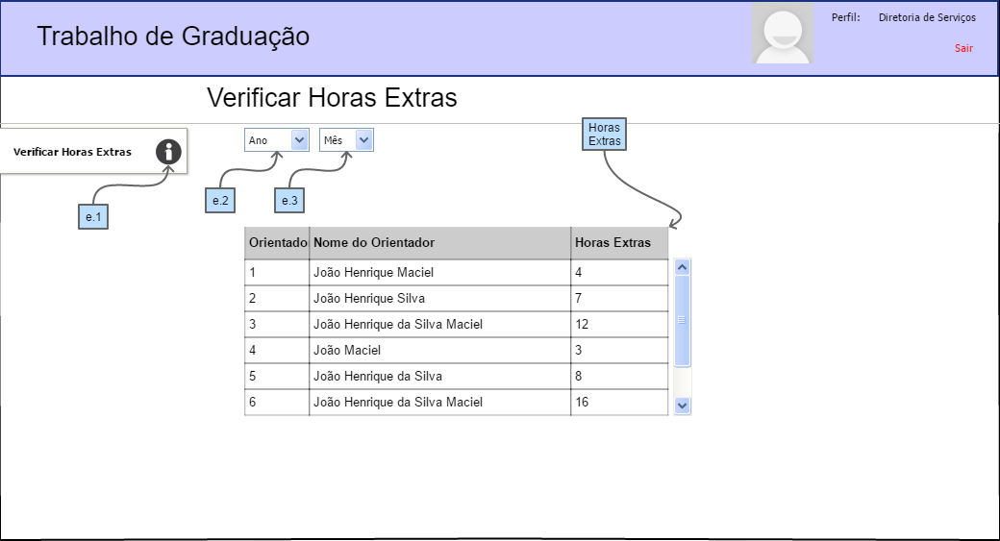 Trabalho de Graduação
Perfil: Diretoria de Serviços
Sair
Verificar Horas Extras
Verificar Horas Extras
Ano
Mês
Horas
Extras
e.1
e.2
e.3
Orientado Nome do Orientador Horas Extras
1 João Henrique Maciel 4
2 João Henrique Silva 7
3 João Henrique da Silva Maciel 12
4 João Maciel 3
5 João Henrique da Silva 8
6 João Henrique da Silva Maciel 16